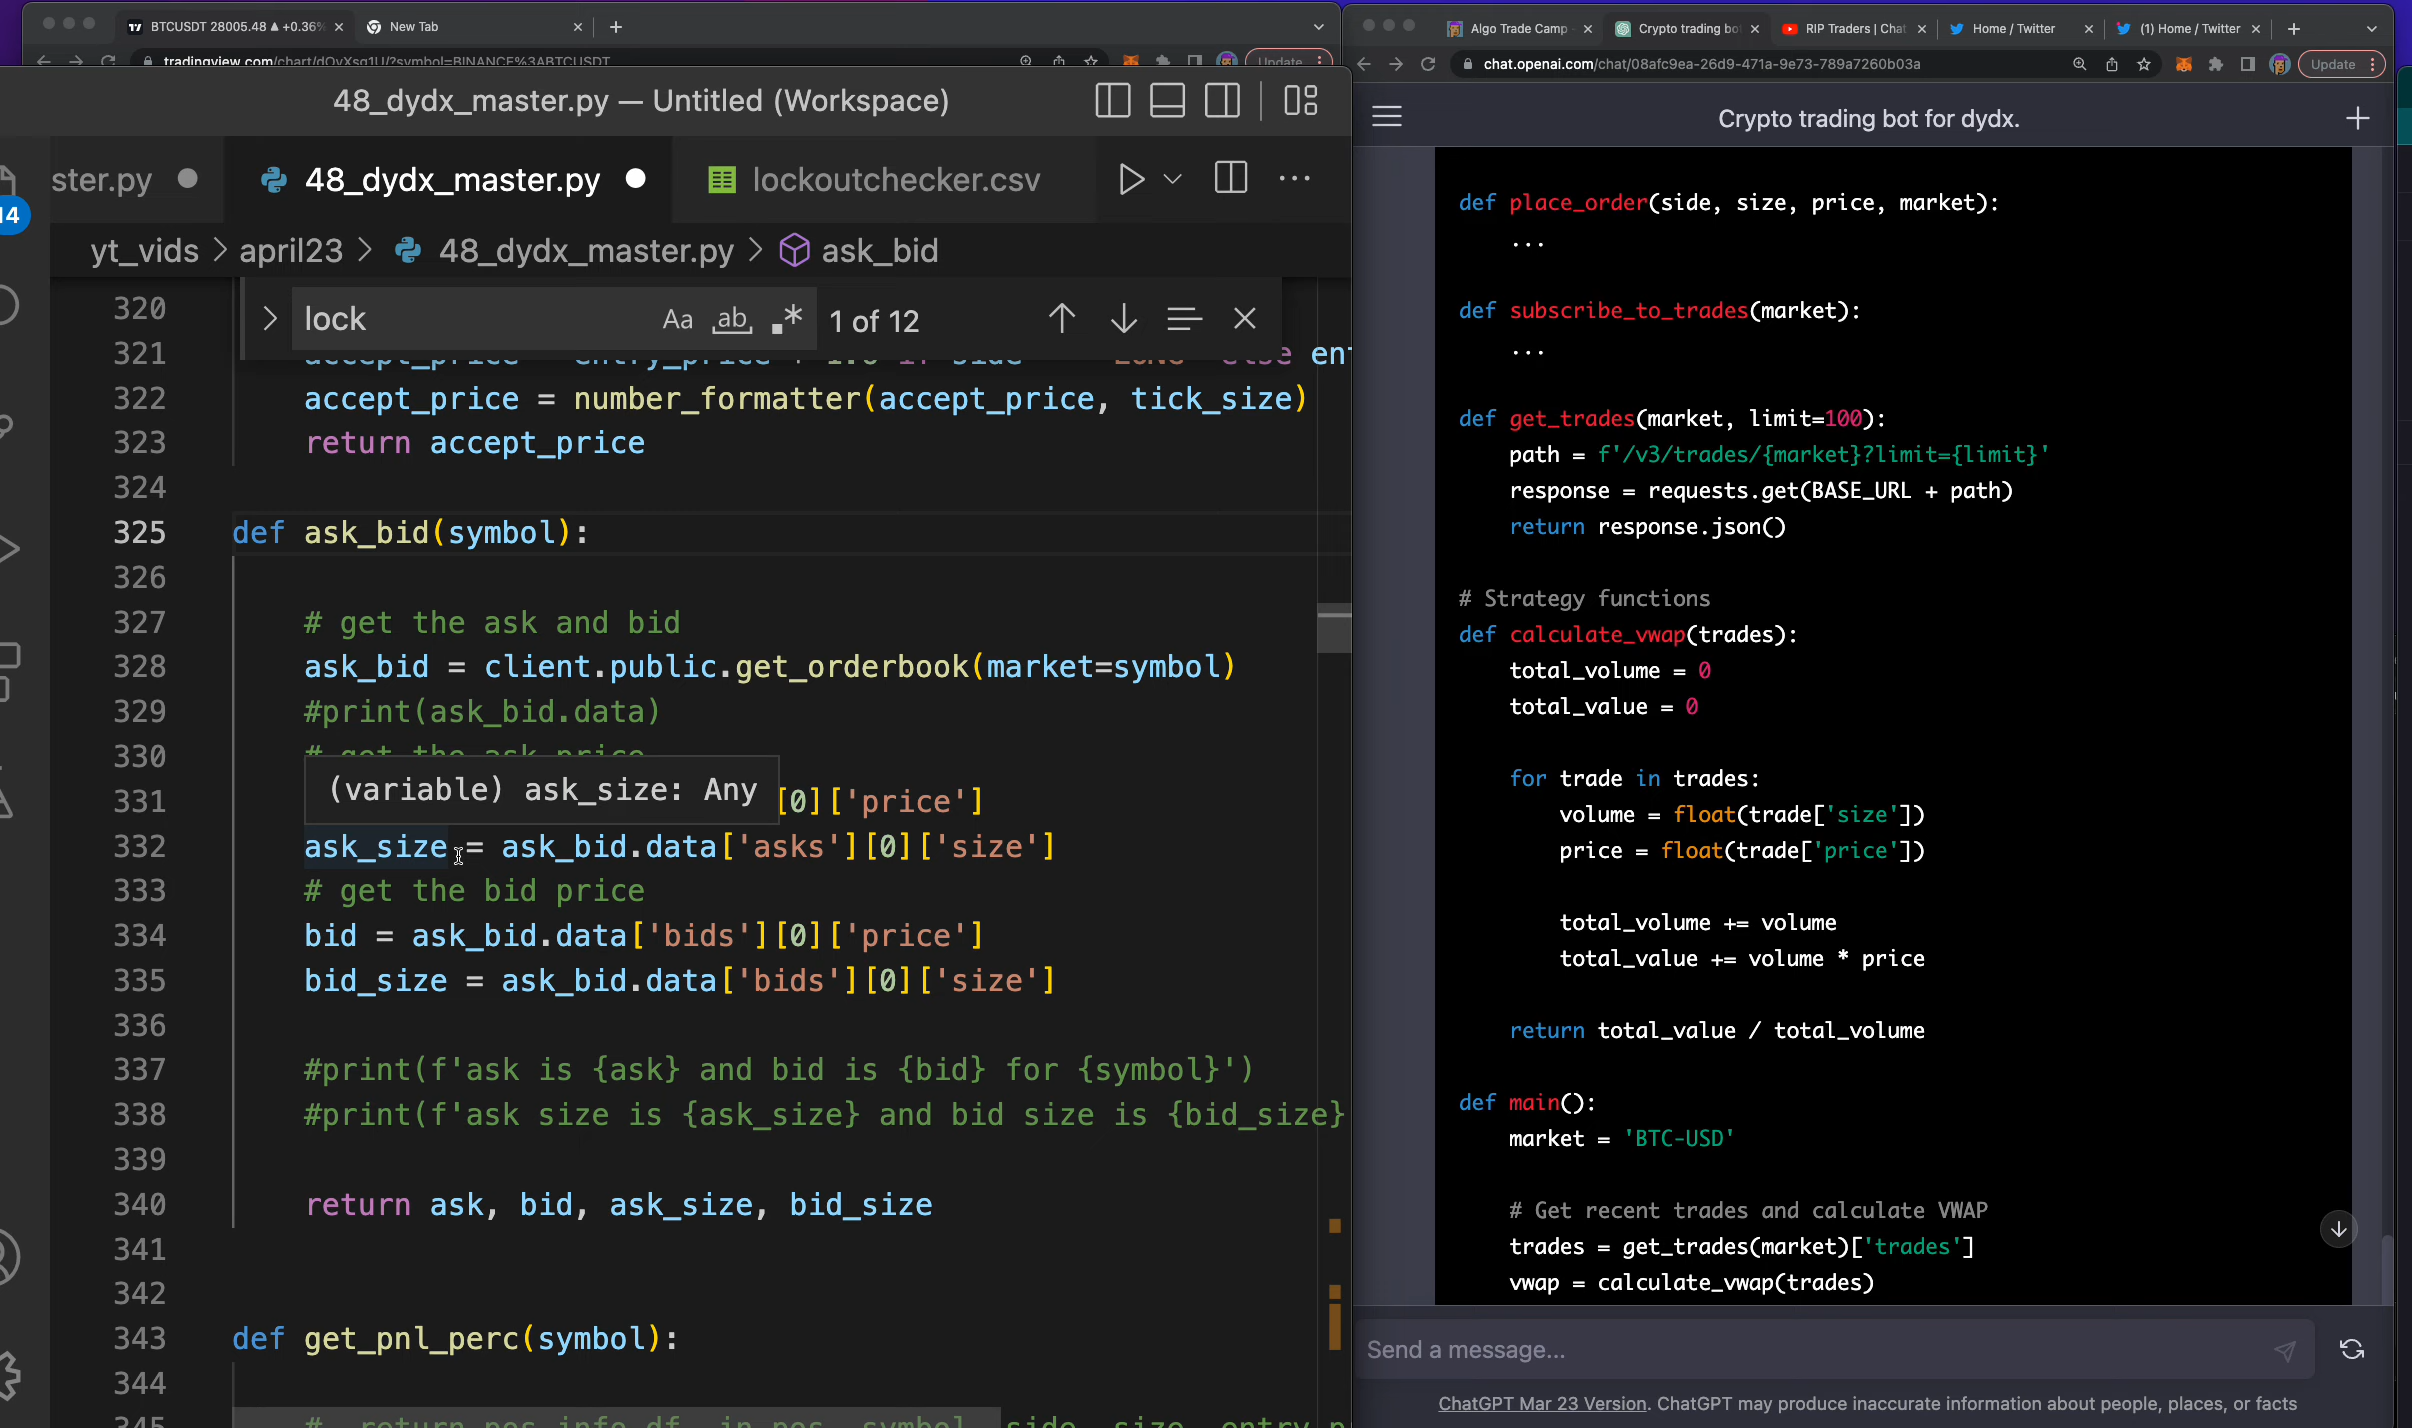 BTCUSDT 28005.48 ▲ +0.36%
New Tab
tradingview.com/chart/dOyXsq1U/?symbol=BINANCE%3ABTCUSDT
Update
48_dydx_master.py — Untitled (Workspace)
ster.py
48_dydx_master.py
lockoutchecker.csv
14
yt_vids > april23 > 48_dydx_master.py > ask_bid
lock
Aa ab .* 1 of 12
320
321
322 accept_price = number_formatter(accept_price, tick_size)
323 return accept_price
324
325 def ask_bid(symbol):
326
327 # get the ask and bid
328 ask_bid = client.public.get_orderbook(market=symbol)
329 #print(ask_bid.data)
330 # get the ask price
(variable) ask_size: Any
331 [0]['price']
332 ask_size = ask_bid.data['asks'][0]['size']
333 # get the bid price
334 bid = ask_bid.data['bids'][0]['price']
335 bid_size = ask_bid.data['bids'][0]['size']
336
337 #print(f'ask is {ask} and bid is {bid} for {symbol}')
338 #print(f'ask size is {ask_size} and bid size is {bid_size}
339
340 return ask, bid, ask_size, bid_size
341
342
343 def get_pnl_perc(symbol):
344
345
Algo Trade Camp
Crypto trading bot
RIP Traders | Chat
Home / Twitter
(1) Home / Twitter
chat.openai.com/chat/08afc9ea-26d9-471a-9e73-789a7260b03a
Update
Crypto trading bot for dydx.
def place_order(side, size, price, market):
...
def subscribe_to_trades(market):
...
def get_trades(market, limit=100):
path = f'/v3/trades/{market}?limit={limit}'
response = requests.get(BASE_URL + path)
return response.json()
# Strategy functions
def calculate_vwap(trades):
total_volume = 0
total_value = 0
for trade in trades:
volume = float(trade['size'])
price = float(trade['price'])
total_volume += volume
total_value += volume * price
return total_value / total_volume
def main():
market = 'BTC-USD'
# Get recent trades and calculate VWAP
trades = get_trades(market)['trades']
vwap = calculate_vwap(trades)
Send a message...
ChatGPT Mar 23 Version. ChatGPT may produce inaccurate information about people, places, or facts